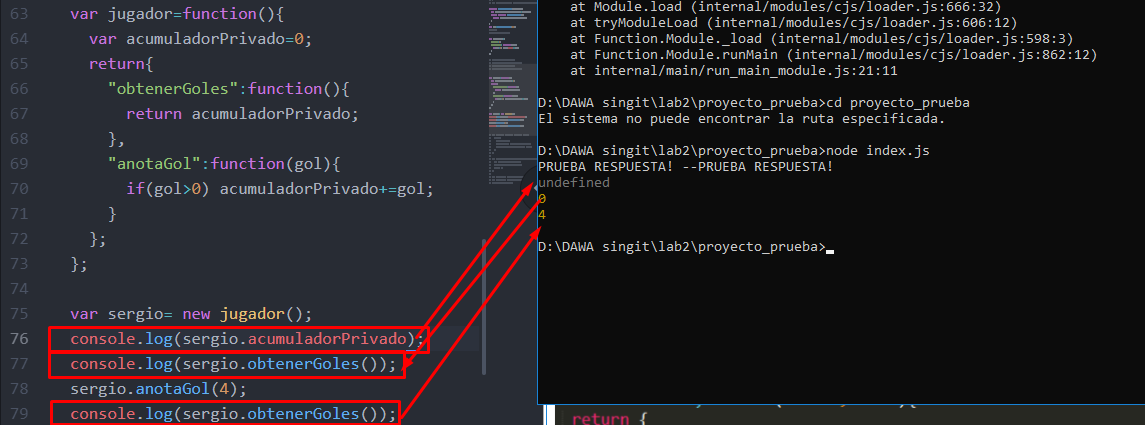 63 var jugador=function(){
64 var acumuladorPrivado=0;
65 return{
66 "obtenerGoles":function(){
67 return acumuladorPrivado;
68 },
69 "anotaGol":function(gol){
70 if(gol>0) acumuladorPrivado+=gol;
71 }
72 };
73 };
74
75 var sergio= new jugador();
76 console.log(sergio.acumuladorPrivado);
77 console.log(sergio.obtenerGoles());
78 sergio.anotaGol(4);
79 console.log(sergio.obtenerGoles());
at Module.load (internal/modules/cjs/loader.js:666:32)
at tryModuleLoad (internal/modules/cjs/loader.js:606:12)
at Function.Module._load (internal/modules/cjs/loader.js:598:3)
at Function.Module.runMain (internal/modules/cjs/loader.js:862:12)
at internal/main/run_main_module.js:21:11
D:\DAWA singit\lab2\proyecto_prueba>cd proyecto_prueba
El sistema no puede encontrar la ruta especificada.
D:\DAWA singit\lab2\proyecto_prueba>node index.js
PRUEBA RESPUESTA! --PRUEBA RESPUESTA!
undefined
0
4
D:\DAWA singit\lab2\proyecto_prueba>
return {